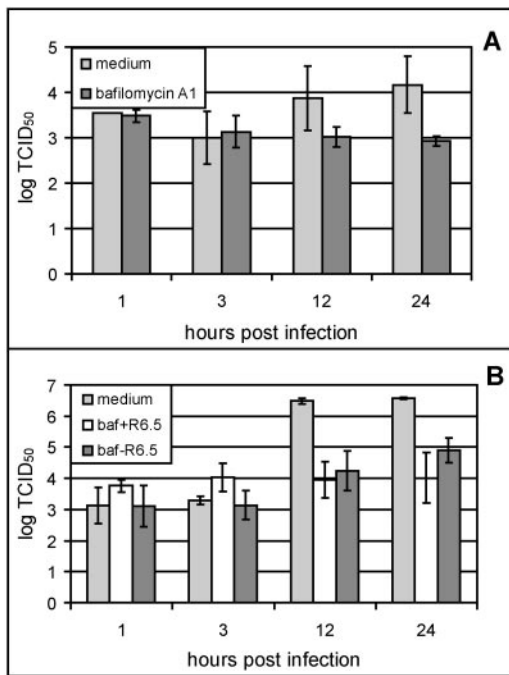 A
5
4
3
2
1
0
log TCID50
medium
bafilomycin A1
1 3 12 24
hours post infection
B
7
6
5
4
3
2
1
0
log TCID50
medium
baf+R6.5
baf-R6.5
1 3 12 24
hours post infection